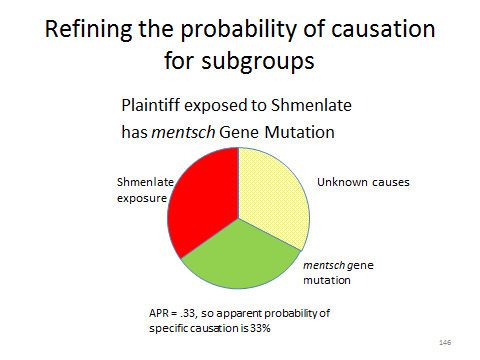 Refining the probability of causation
for subgroups
Plaintiff exposed to Shmenlate
has mentsch Gene Mutation
Shmenlate
exposure
Unknown causes
mentsch gene
mutation
APR = .33, so apparent probability of
specific causation is 33%
146